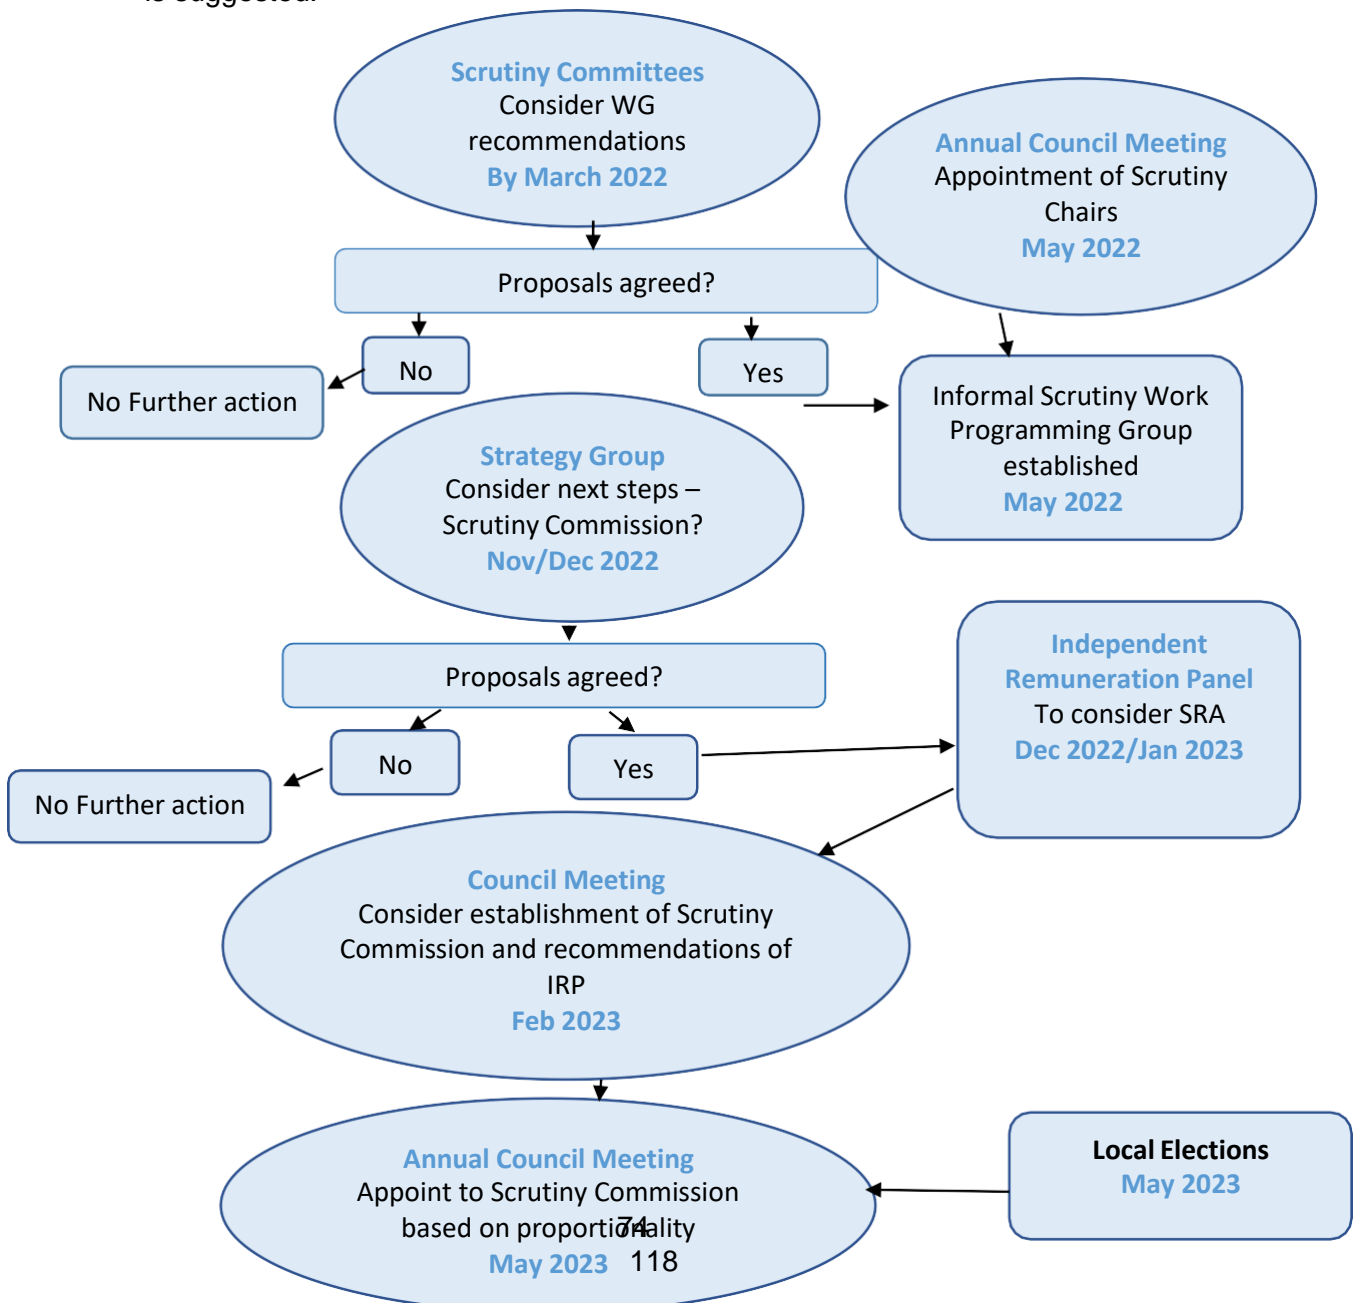 is suggested.
Scrutiny Committees
Consider WG
recommendations
By March 2022
Annual Council Meeting
Appointment of Scrutiny
Chairs
May 2022
Proposals agreed?
No
Yes
No Further action
Informal Scrutiny Work
Programming Group
established
May 2022
Strategy Group
Consider next steps –
Scrutiny Commission?
Nov/Dec 2022
Proposals agreed?
Independent
Remuneration Panel
To consider SRA
Dec 2022/Jan 2023
No
Yes
No Further action
Council Meeting
Consider establishment of Scrutiny
Commission and recommendations of
IRP
Feb 2023
Annual Council Meeting
Appoint to Scrutiny Commission
based on proportionality
May 2023
Local Elections
May 2023
74
118